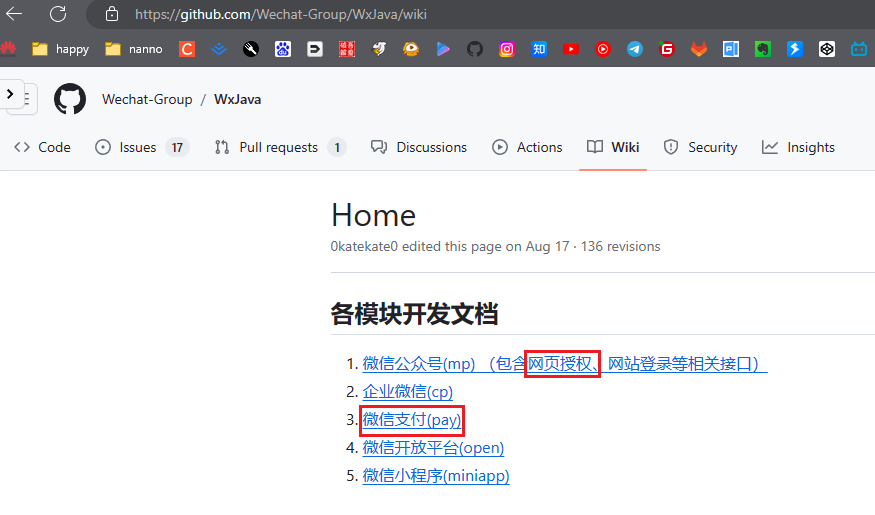 https://github.com/Wechat-Group/WxJava/wiki
happy nanno
Wechat-Group / WxJava
Code Issues 17 Pull requests 1 Discussions Actions Wiki Security Insights
Home
0katekate0 edited this page on Aug 17 · 136 revisions
各模块开发文档
1. 微信公众号(mp) （包含网页授权、网站登录等相关接口）
2. 企业微信(cp)
3. 微信支付(pay)
4. 微信开放平台(open)
5. 微信小程序(miniapp)